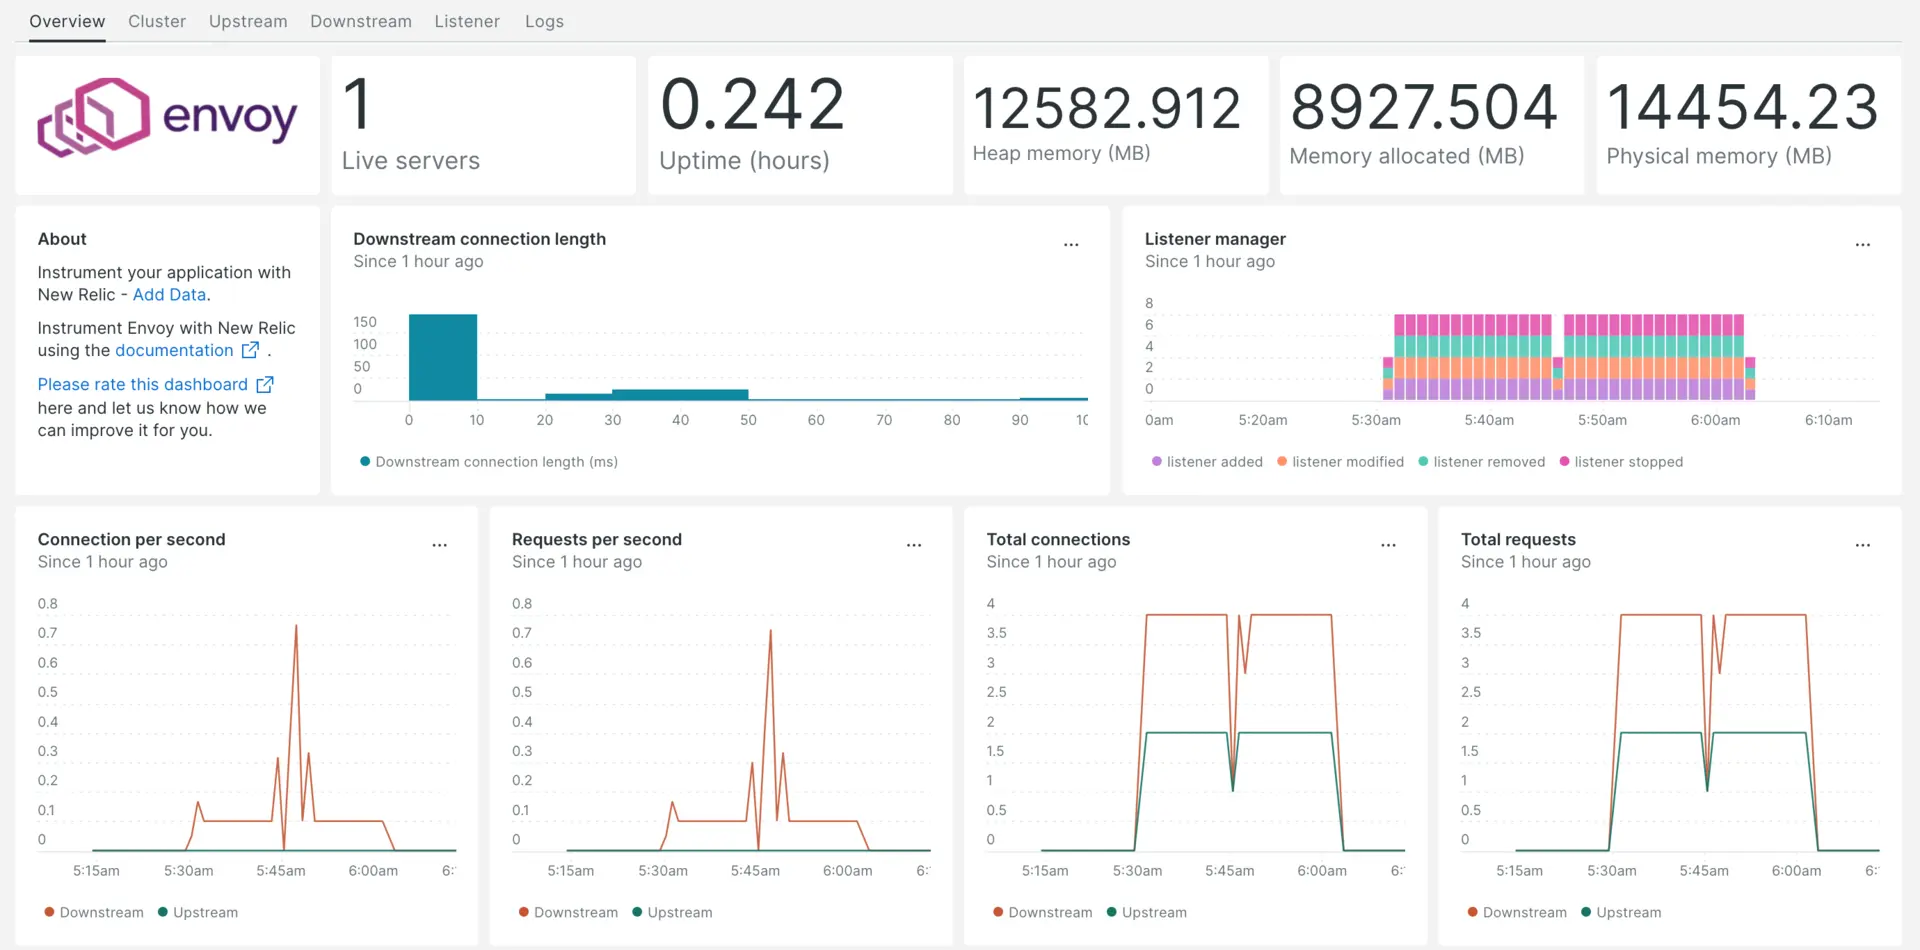 Overview Cluster Upstream Downstream Listener Logs
envoy
1
Live servers
0.242
Uptime (hours)
12582.912
Heap memory (MB)
8927.504
Memory allocated (MB)
14454.23
Physical memory (MB)
About
Instrument your application with
New Relic - Add Data.
Instrument Envoy with New Relic
using the documentation .
Please rate this dashboard
here and let us know how we
can improve it for you.
Downstream connection length
...
Since 1 hour ago
150
100
50
0
0 10 20 30 40 50 60 70 80 90 10
Downstream connection length (ms)
Listener manager
...
Since 1 hour ago
8
6
4
2
0
0am 5:20am 5:30am 5:40am 5:50am 6:00am 6:10am
listener added listener modified listener removed listener stopped
Connection per second
...
Since 1 hour ago
0.8
0.7
0.6
0.5
0.4
0.3
0.2
0.1
0
5:15am 5:30am 5:45am 6:00am 6:
Downstream Upstream
Requests per second
...
Since 1 hour ago
0.8
0.7
0.6
0.5
0.4
0.3
0.2
0.1
0
5:15am 5:30am 5:45am 6:00am 6:
Downstream Upstream
Total connections
...
Since 1 hour ago
4
3.5
3
2.5
2
1.5
1
0.5
0
5:15am 5:30am 5:45am 6:00am 6:
Downstream Upstream
Total requests
...
Since 1 hour ago
4
3.5
3
2.5
2
1.5
1
0.5
0
5:15am 5:30am 5:45am 6:00am 6:
Downstream Upstream